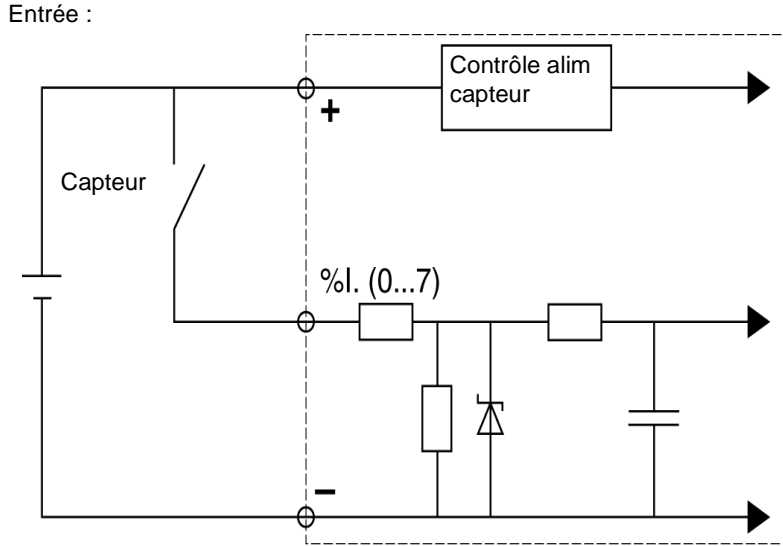 Entrée :
Contrôle alim
capteur
+
Capteur
%I. (0...7)
−